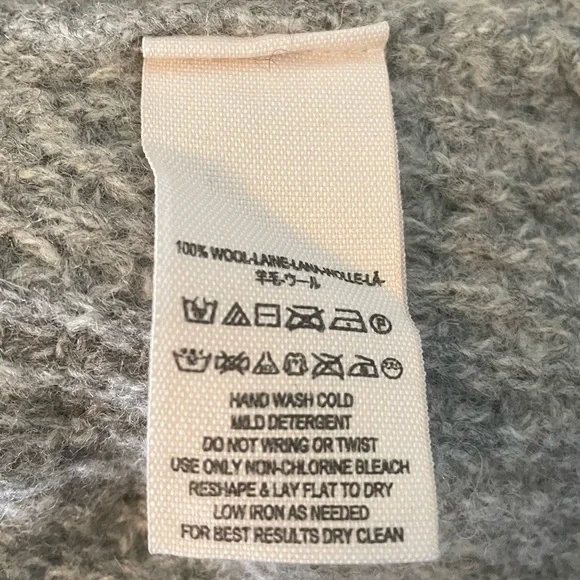 100% WOOL-LAINE-LANA-WOLLE-LÃ-
羊毛-ウール
HAND WASH COLD
MILD DETERGENT
DO NOT WRING OR TWIST
USE ONLY NON-CHLORINE BLEACH
RESHAPE & LAY FLAT TO DRY
LOW IRON AS NEEDED
FOR BEST RESULTS DRY CLEAN